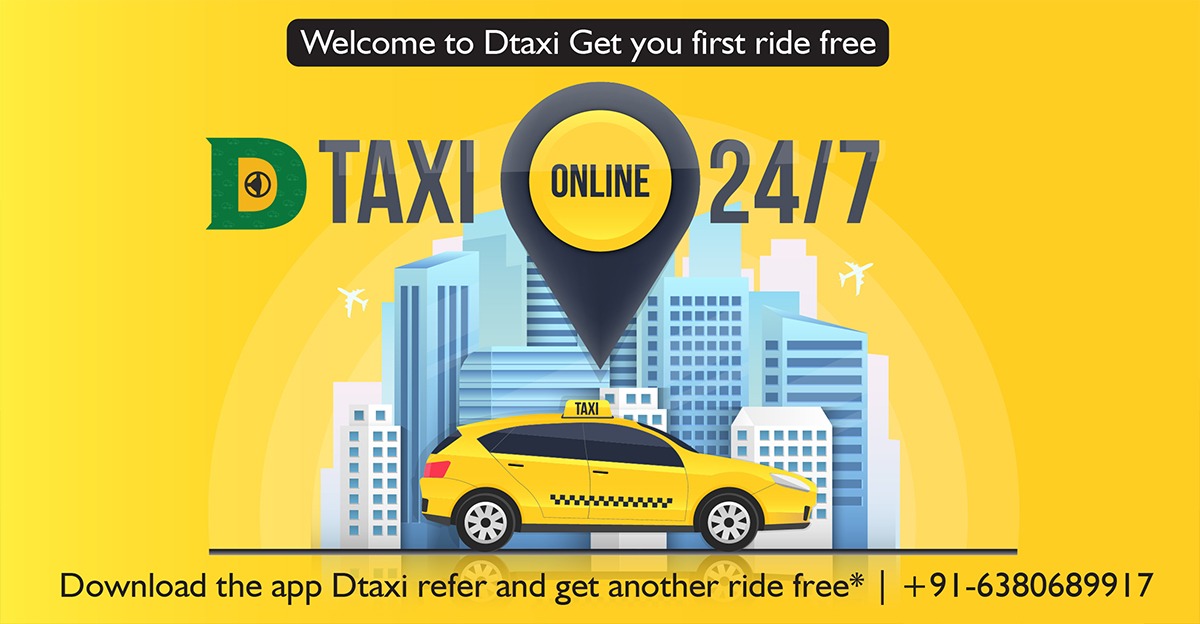 Welcome to Dtaxi Get you first ride free
D TAXI ONLINE 24/7
TAXI
Download the app Dtaxi refer and get another ride free* | +91-6380689917